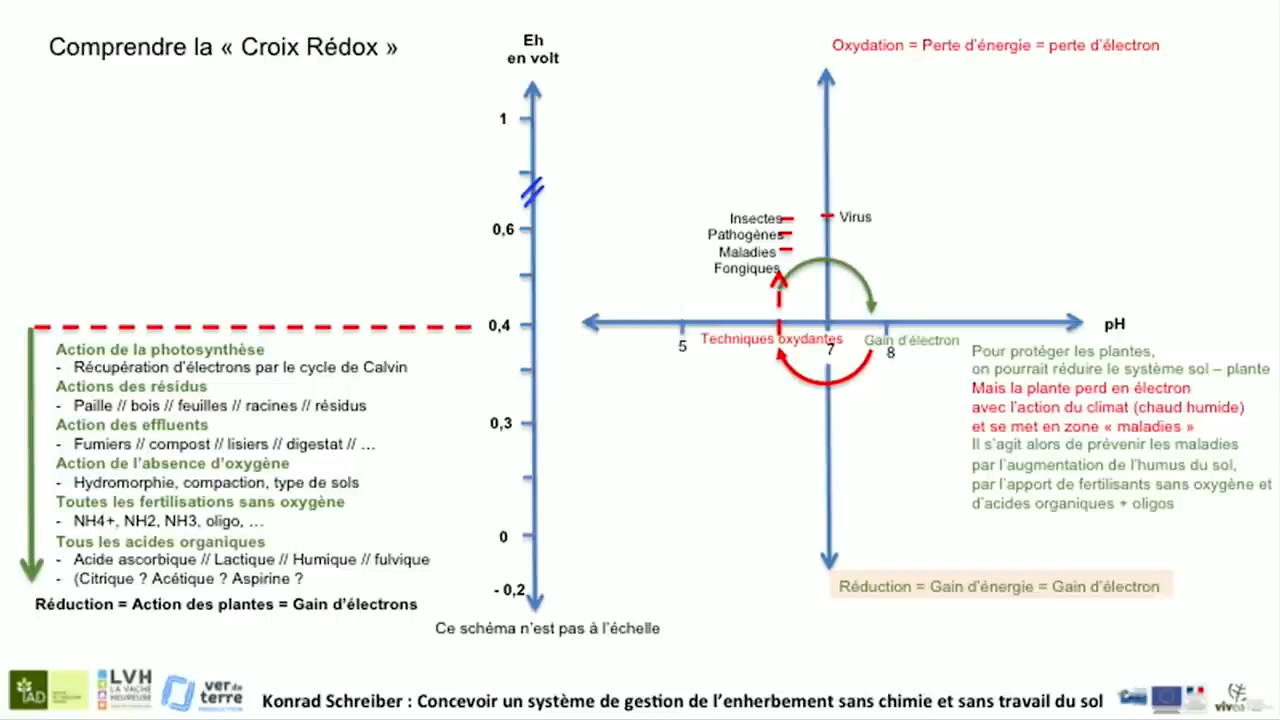 Comprendre la « Croix Rédox »
Eh
en volt
1
0,6
0,4
0,3
0
- 0,2
Ce schéma n'est pas à l'échelle
Action de la photosynthèse
- Récupération d'électrons par le cycle de Calvin
Actions des résidus
- Paille // bois // feuilles // racines // résidus
Action des effluents
- Fumiers // compost // lisiers // digestat // …
Action de l'absence d'oxygène
- Hydromorphie, compaction, type de sols
Toutes les fertilisations sans oxygène
- NH4+, NH2, NH3, oligo, …
Tous les acides organiques
- Acide ascorbique // Lactique // Humique // fulvique
- (Citrique ? Acétique ? Aspirine ?
Réduction = Action des plantes = Gain d'électrons
Oxydation = Perte d'énergie = perte d'électron
Insectes
Pathogènes
Maladies
Fongiques
Virus
pH
5
7
8
Techniques oxydantes
Gain d'électron
Pour protéger les plantes,
on pourrait réduire le système sol – plante
Mais la plante perd en électron
avec l'action du climat (chaud humide)
et se met en zone « maladies »
Il s'agit alors de prévenir les maladies
par l'augmentation de l'humus du sol,
par l'apport de fertilisants sans oxygène et
d'acides organiques + oligos
Réduction = Gain d'énergie = Gain d'électron
IAD
LVH
LA VACHE
HEUREUSE
ver de
terre
PRODUCTION
Konrad Schreiber : Concevoir un système de gestion de l'enherbement sans chimie et sans travail du sol
vivea